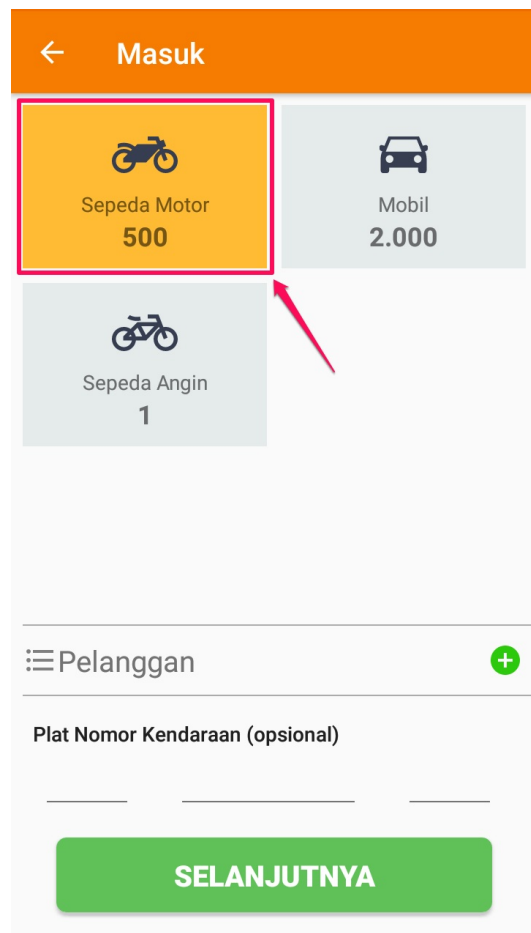 Masuk
Sepeda Motor
500
Mobil
2.000
Sepeda Angin
1
Pelanggan
Plat Nomor Kendaraan (opsional)
SELANJUTNYA